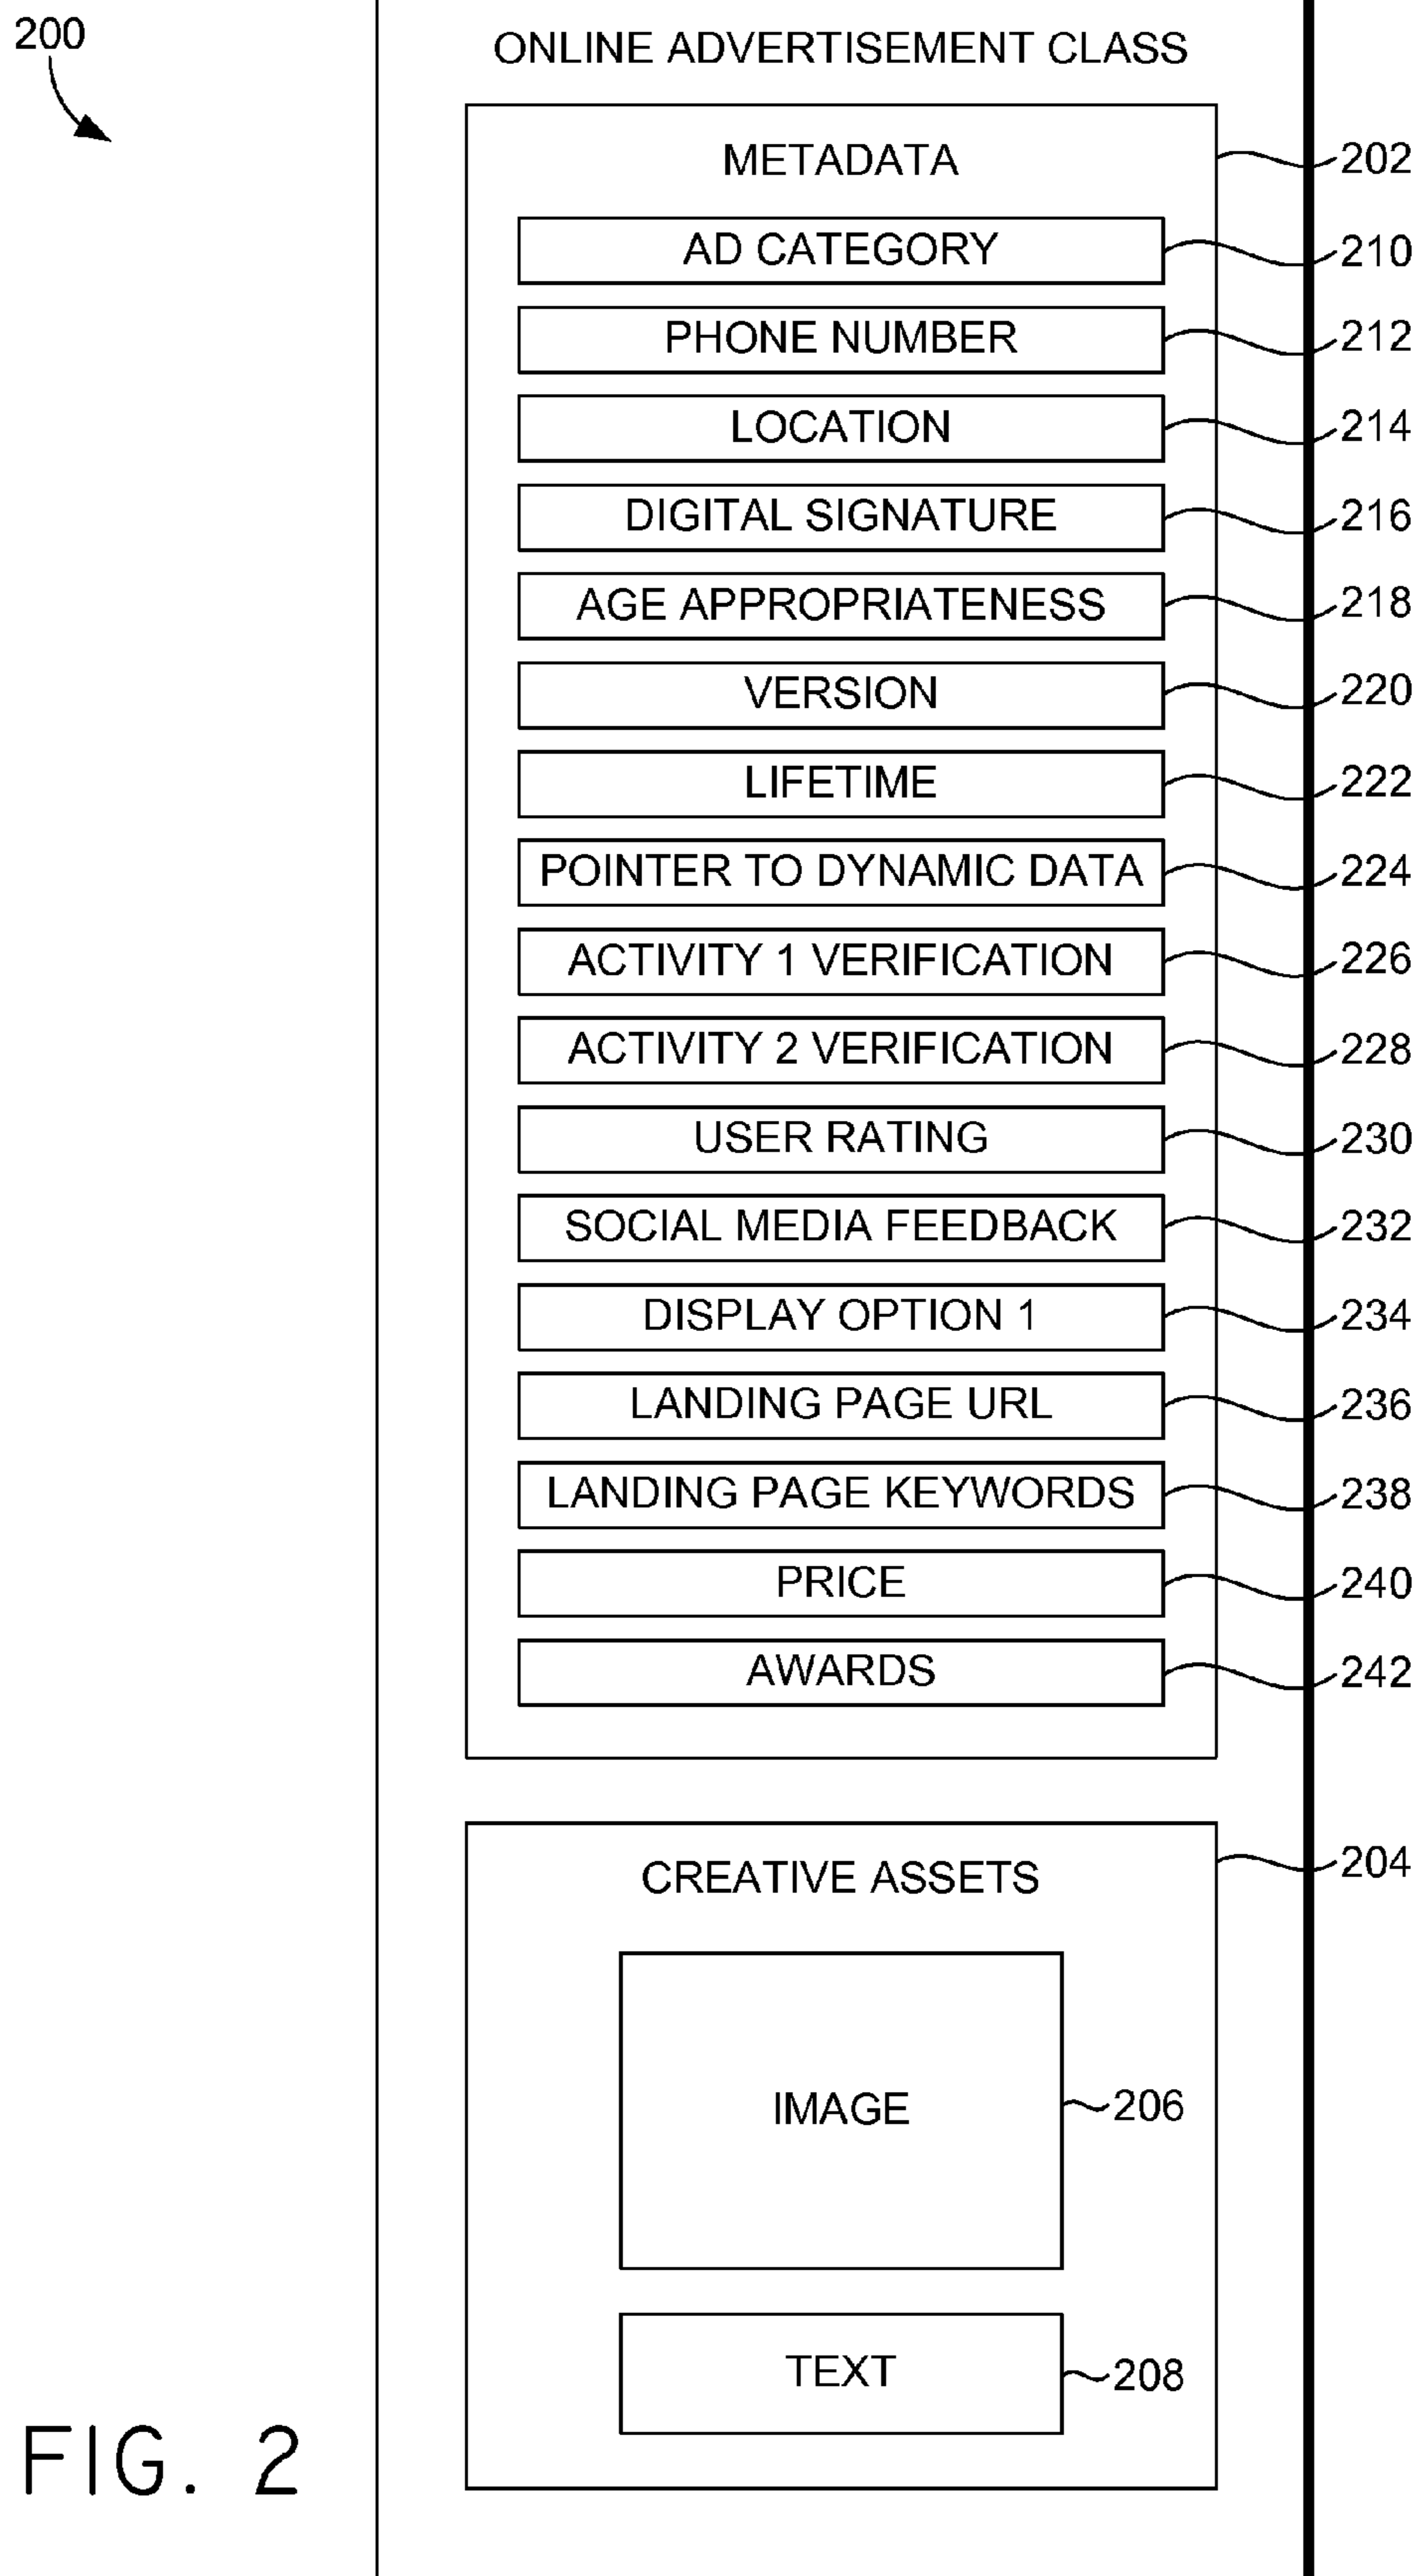 200
ONLINE ADVERTISEMENT CLASS
METADATA 202
AD CATEGORY 210
PHONE NUMBER 212
LOCATION 214
DIGITAL SIGNATURE 216
AGE APPROPRIATENESS 218
VERSION 220
LIFETIME 222
POINTER TO DYNAMIC DATA 224
ACTIVITY 1 VERIFICATION 226
ACTIVITY 2 VERIFICATION 228
USER RATING 230
SOCIAL MEDIA FEEDBACK 232
DISPLAY OPTION 1 234
LANDING PAGE URL 236
LANDING PAGE KEYWORDS 238
PRICE 240
AWARDS 242
CREATIVE ASSETS 204
IMAGE 206
TEXT 208
FIG. 2